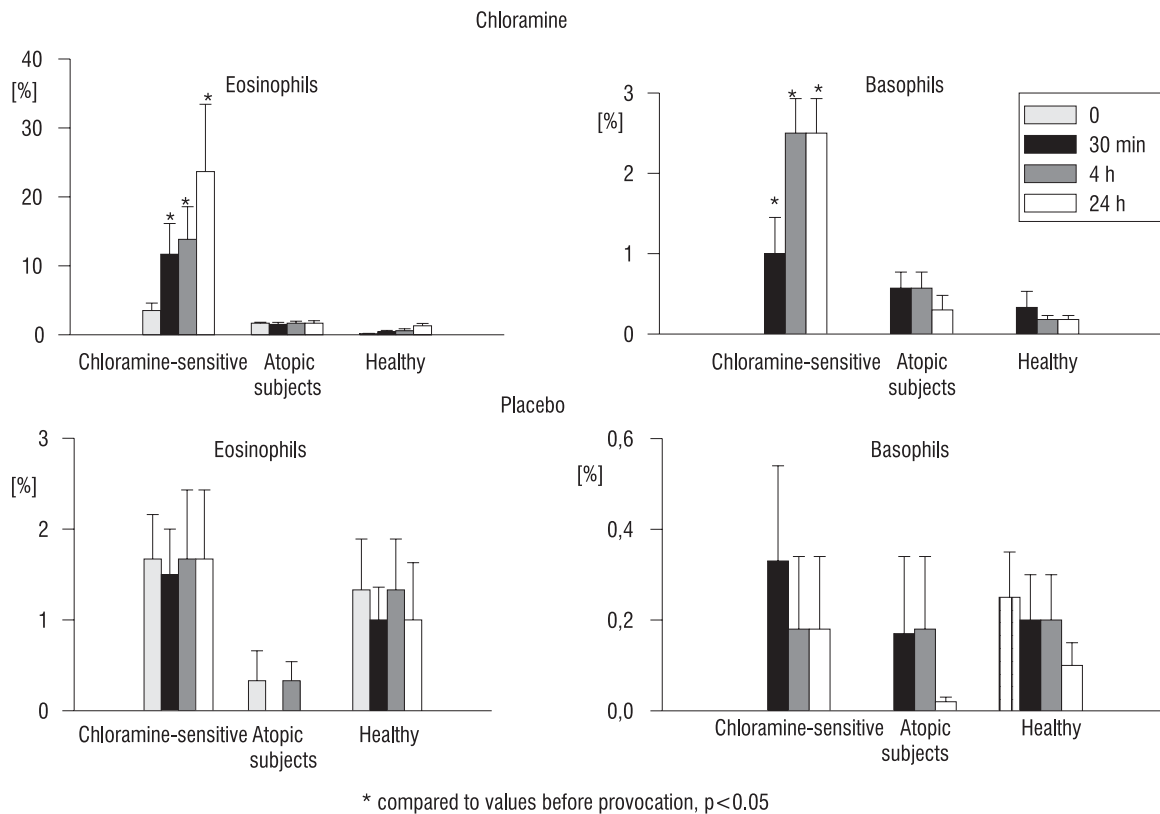 Chloramine
40
30
20
10
0
[%]
Eosinophils
*
*
*
Chloramine-sensitive
Atopic
subjects
Healthy
3
2
1
0
[%]
Basophils
*
*
*
Chloramine-sensitive
Atopic
subjects
Healthy
0
30 min
4 h
24 h
Placebo
3
2
1
0
[%]
Eosinophils
Chloramine-sensitive
Atopic
subjects
Healthy
0,6
0,4
0,2
0,0
[%]
Basophils
Chloramine-sensitive
Atopic
subjects
Healthy
* compared to values before provocation, p<0.05